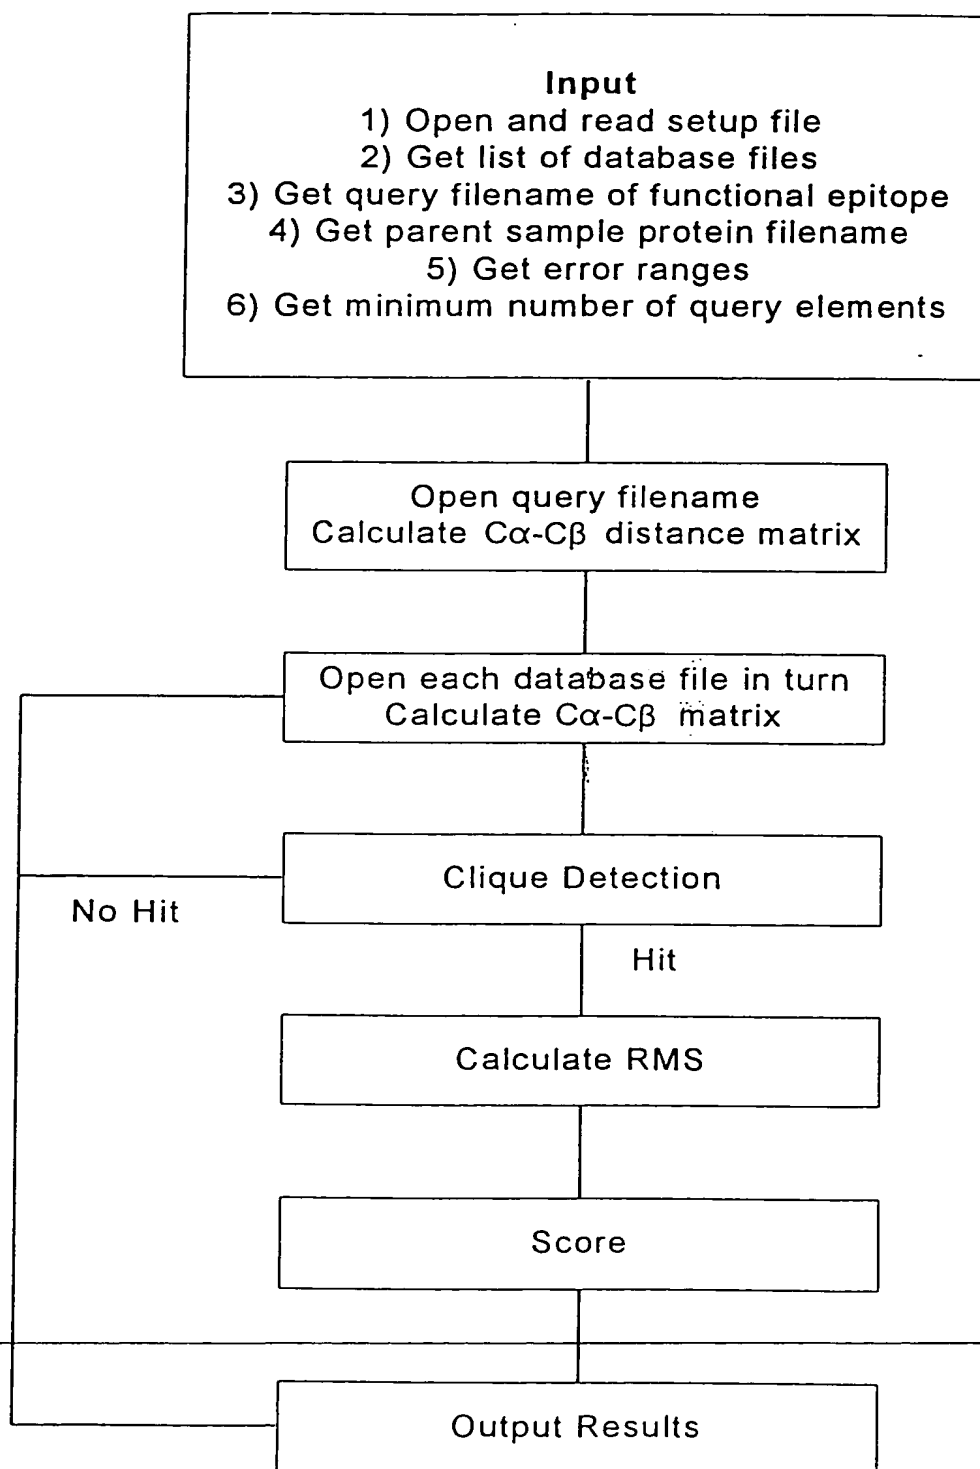 Input
1) Open and read setup file
2) Get list of database files
3) Get query filename of functional epitope
4) Get parent sample protein filename
5) Get error ranges
6) Get minimum number of query elements
Open query filename
Calculate Cα-Cβ distance matrix
Open each database file in turn
Calculate Cα-Cβ matrix
Clique Detection
No Hit
Hit
Calculate RMS
Score
Output Results